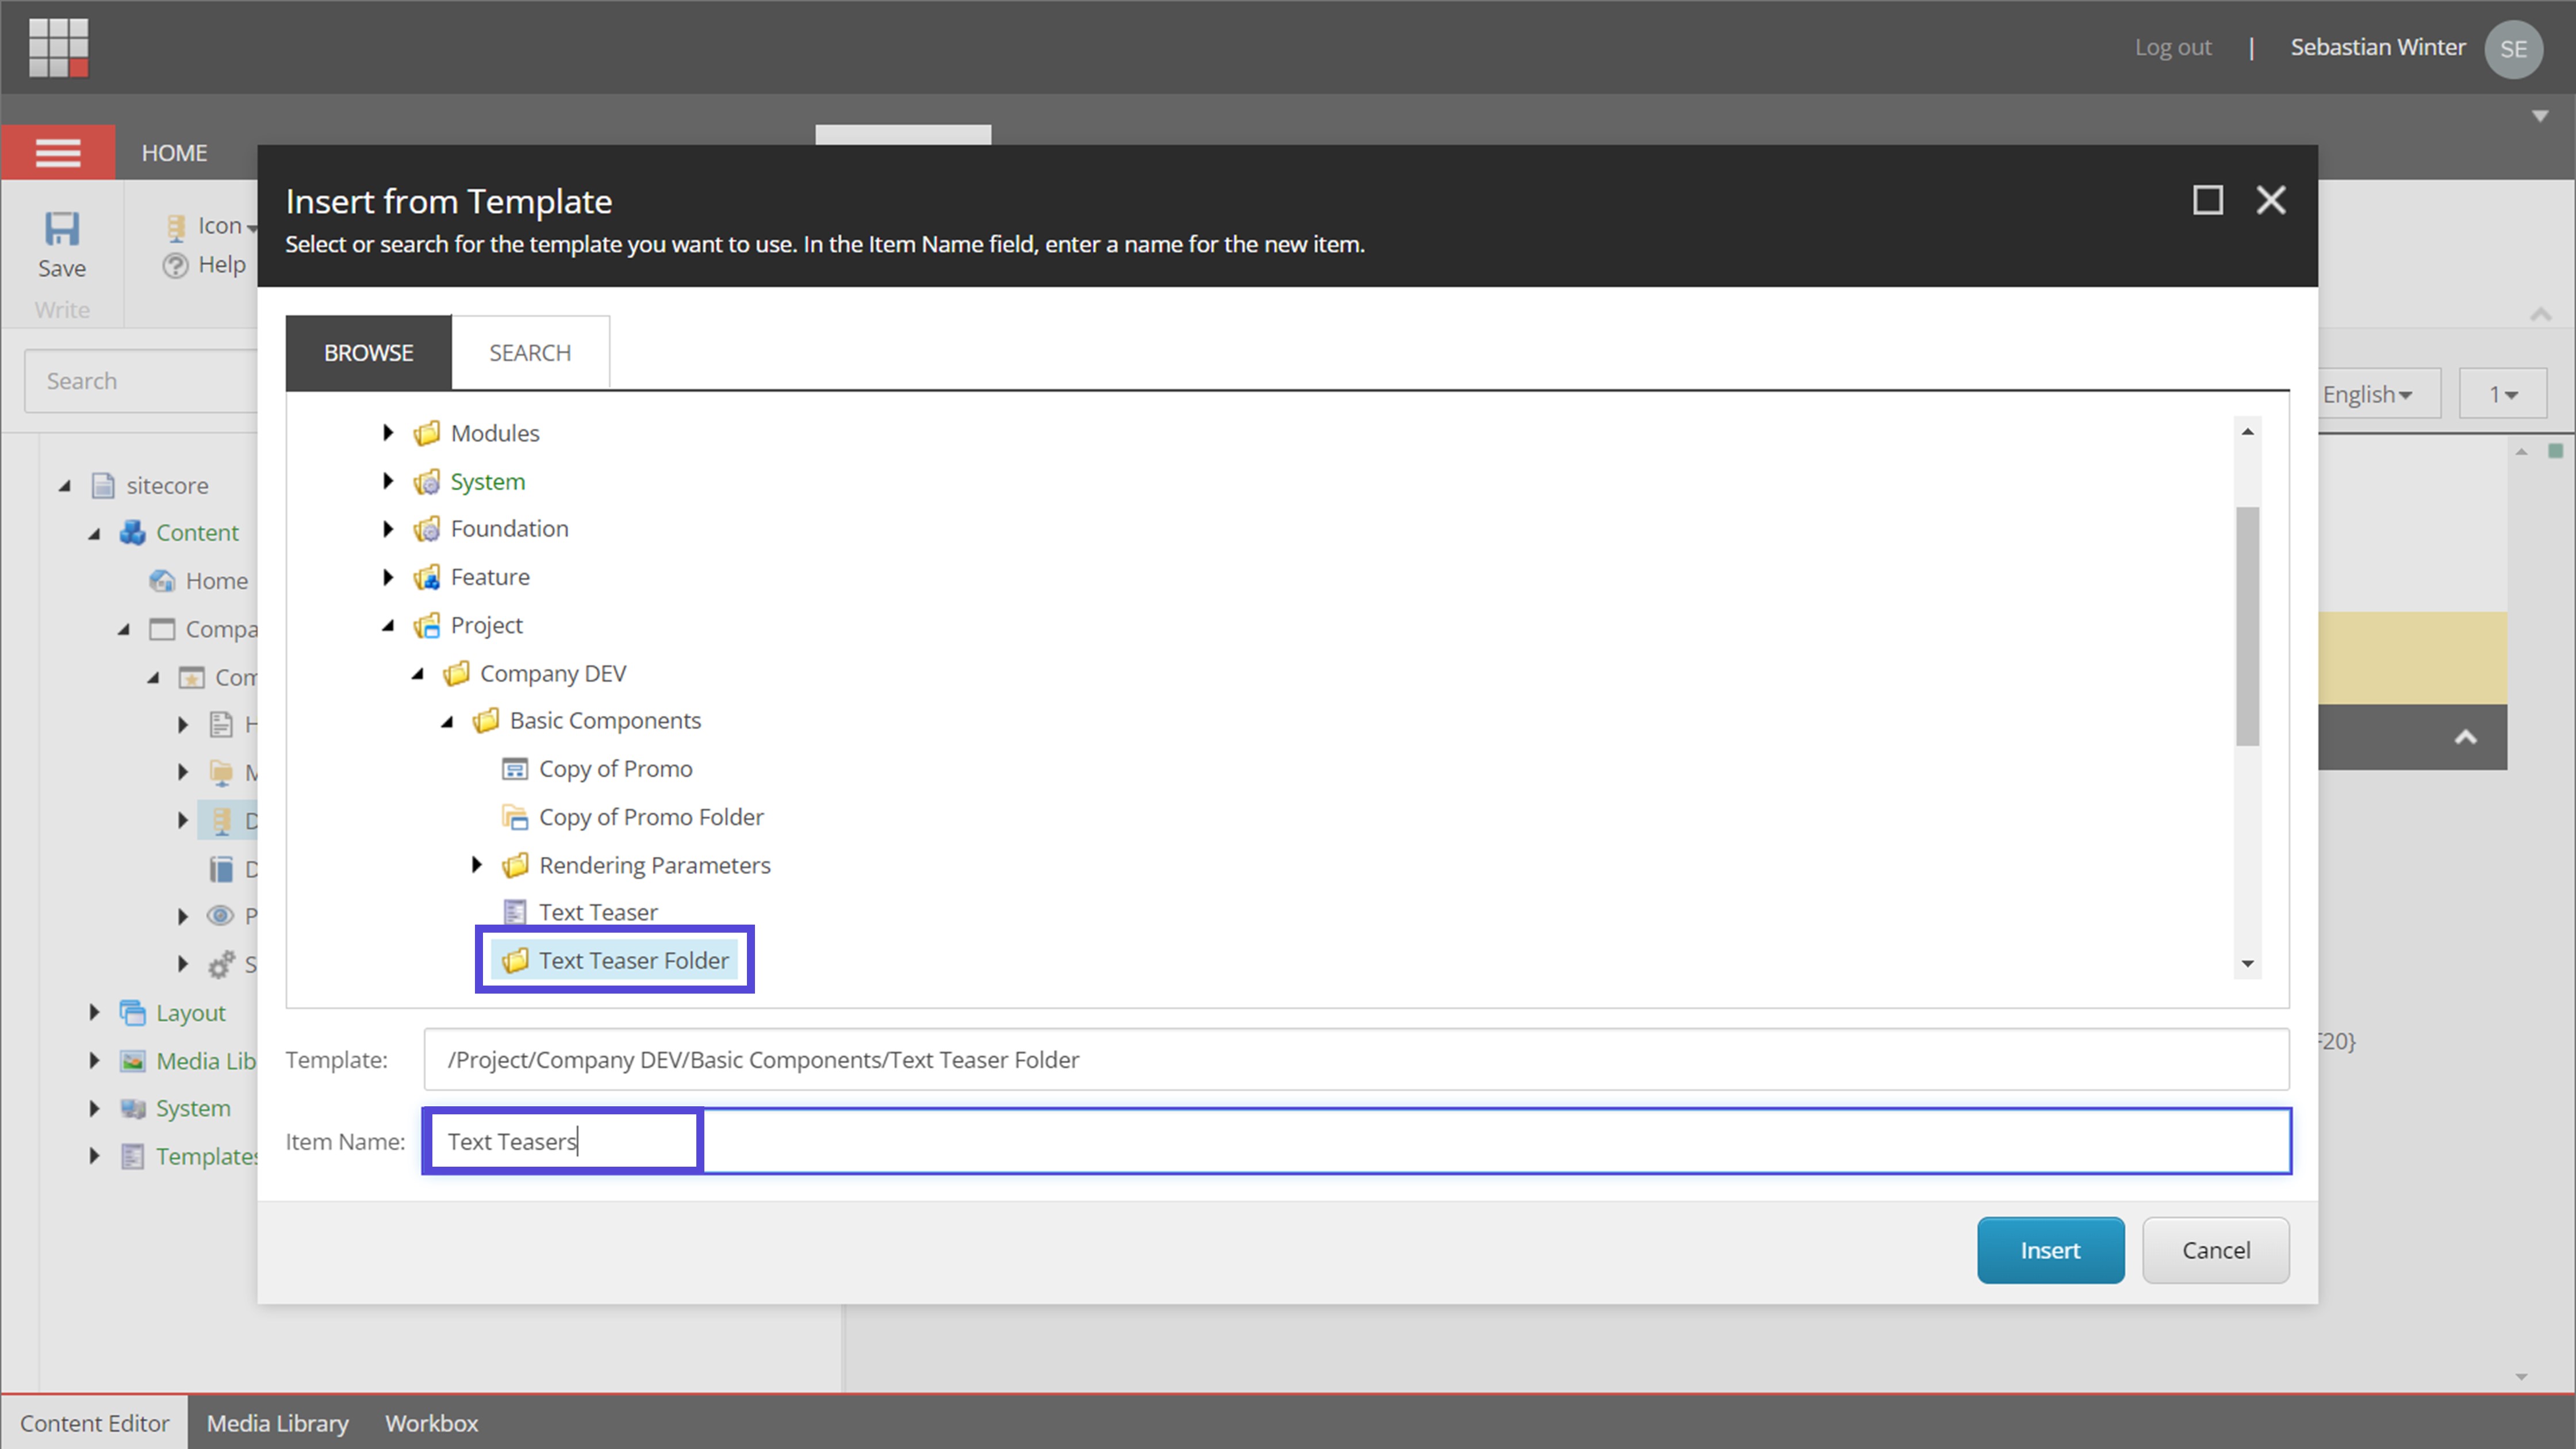 Log out | Sebastian Winter SE
HOME
Insert from Template
Select or search for the template you want to use. In the Item Name field, enter a name for the new item.
Save
Write
Icon
Help
BROWSE
SEARCH
Search
English
1
sitecore
Content
Home
Compa
Com
H
M
D
D
P
S
Layout
Media Lib
System
Templates
Modules
System
Foundation
Feature
Project
Company DEV
Basic Components
Copy of Promo
Copy of Promo Folder
Rendering Parameters
Text Teaser
Text Teaser Folder
F20}
Template: /Project/Company DEV/Basic Components/Text Teaser Folder
Item Name: Text Teasers
Insert
Cancel
Content Editor
Media Library
Workbox